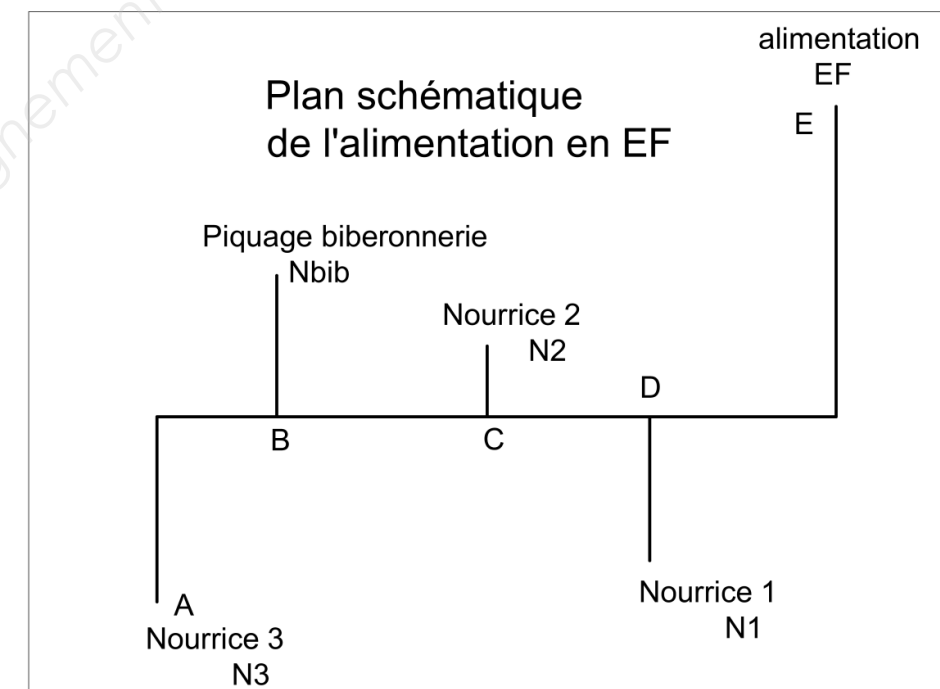 alimentation
EF
E
Plan schématique
de l'alimentation en EF
Piquage biberonnerie
Nbib
Nourrice 2
N2
D
B
C
A
Nourrice 3
N3
Nourrice 1
N1